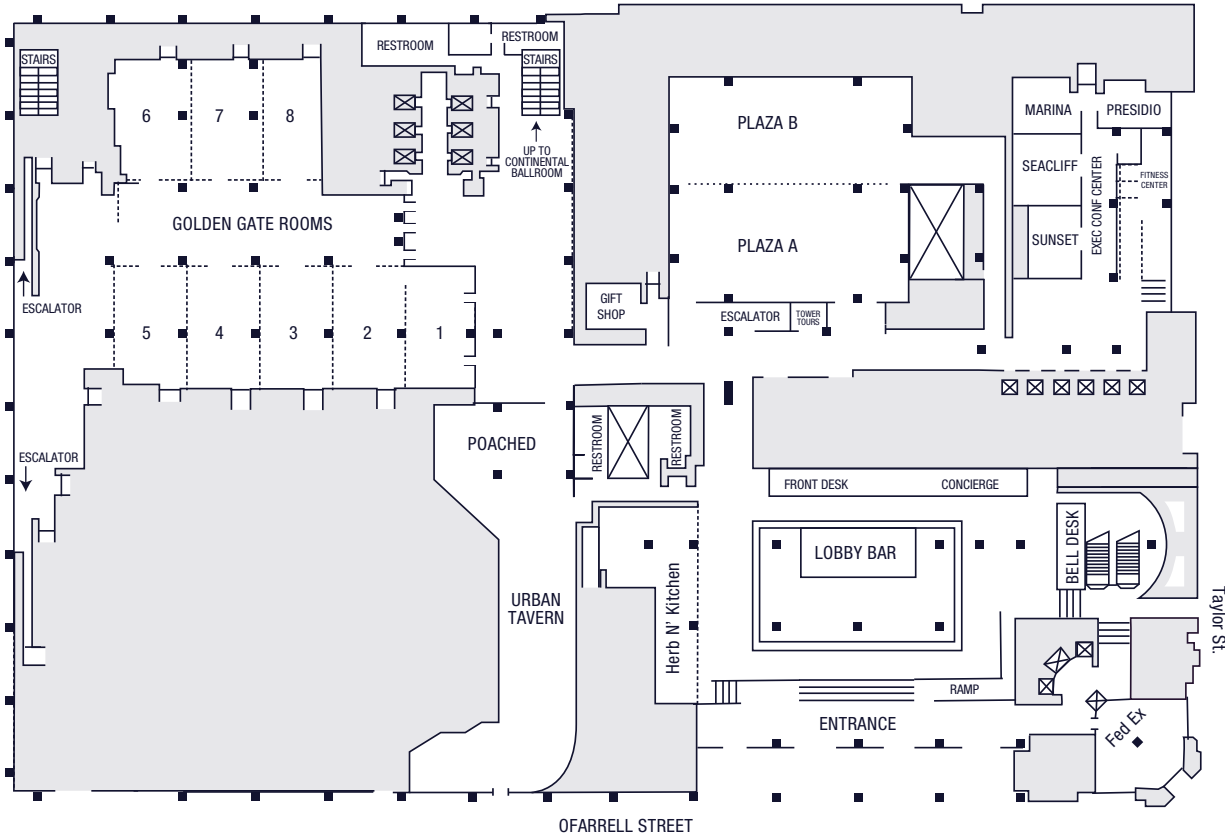 RESTROOM
RESTROOM
STAIRS
STAIRS
6
7
8
UP TO
CONTINENTAL
BALLROOM
GOLDEN GATE ROOMS
ESCALATOR
5
4
3
2
1
ESCALATOR
PLAZA B
PLAZA A
GIFT
SHOP
ESCALATOR
TOWER
TOURS
MARINA
PRESIDIO
SEACLIFF
SUNSET
EXEC CONF CENTER
FITNESS
CENTER
POACHED
RESTROOM
RESTROOM
FRONT DESK
CONCIERGE
LOBBY BAR
BELL DESK
URBAN
TAVERN
Herb N' Kitchen
RAMP
ENTRANCE
Fed Ex
Taylor St.
OFARRELL STREET